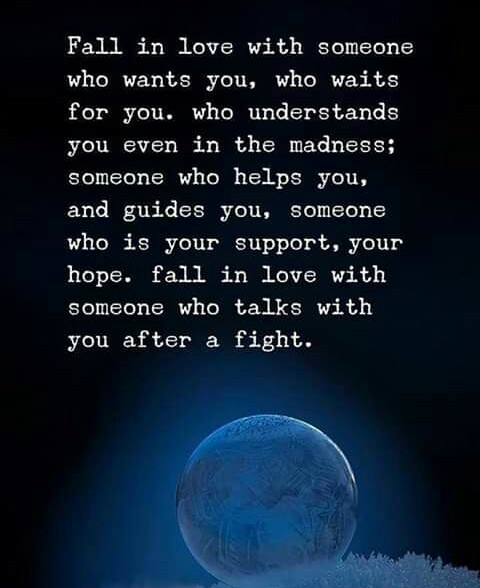 Fall in love with someone
who wants you, who waits
for you. who understands
you even in the madness;
someone who helps you,
and guides you, someone
who is your support, your
hope. fall in love with
someone who talks with
you after a fight.